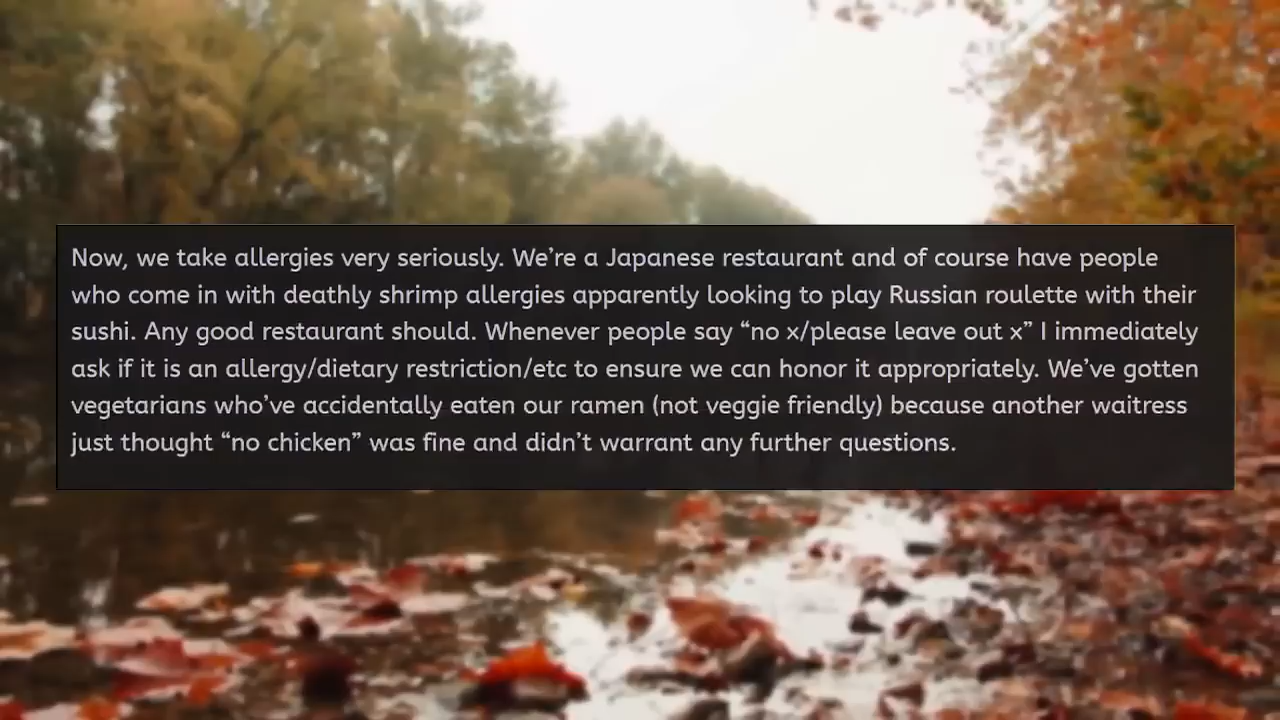 Now, we take allergies very seriously. We’re a Japanese restaurant and of course have people
who come in with deathly shrimp allergies apparently looking to play Russian roulette with their
sushi. Any good restaurant should. Whenever people say “no x/please leave out x” I immediately
ask if it is an allergy/dietary restriction/etc to ensure we can honor it appropriately. We’ve gotten
vegetarians who’ve accidentally eaten our ramen (not veggie friendly) because another waitress
just thought “no chicken” was fine and didn’t warrant any further questions.